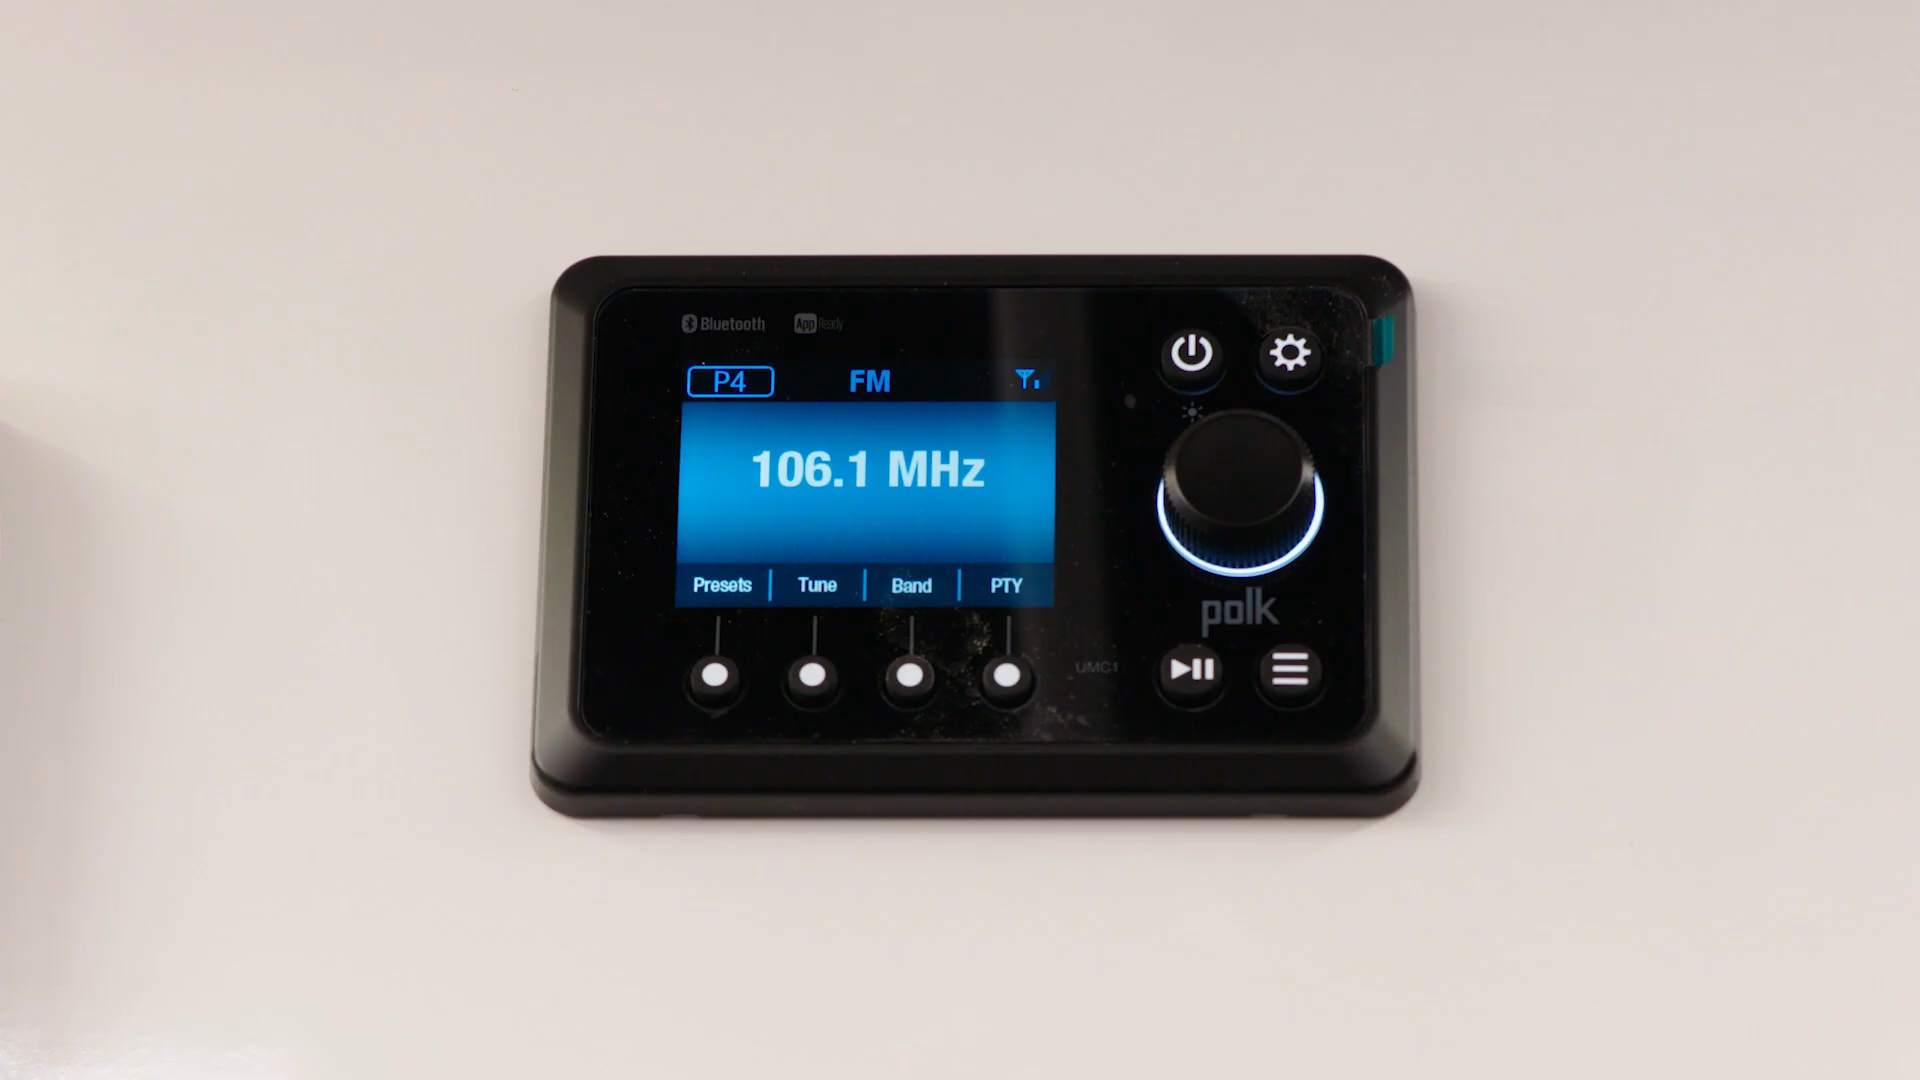 Bluetooth App Ready
P4 FM
106.1 MHz
Presets Tune Band PTY
polk
UMC1